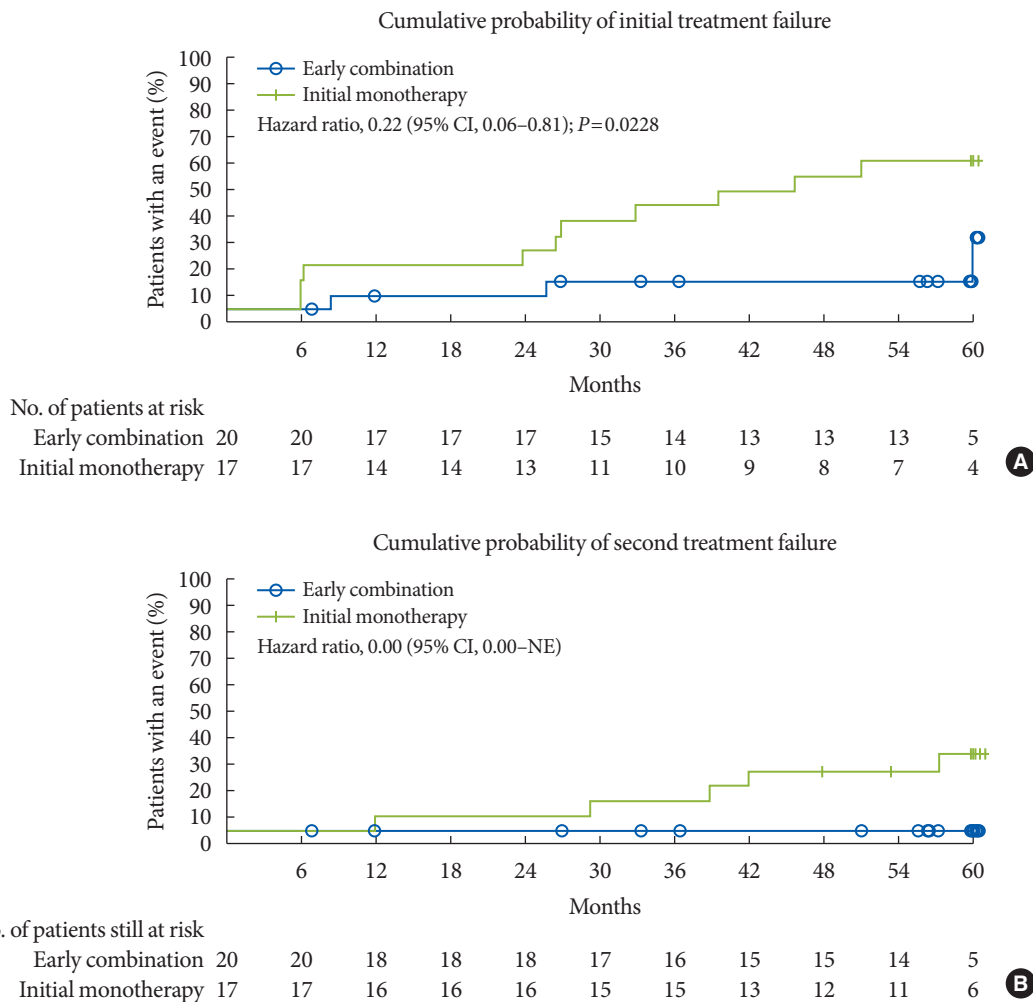 Cumulative probability of initial treatment failure
Patients with an event (%)
100
90
80
70
60
50
40
30
20
10
0
Early combination
Initial monotherapy
Hazard ratio, 0.22 (95% CI, 0.06–0.81); P=0.0228
6 12 18 24 30 36 42 48 54 60
Months
No. of patients at risk
Early combination 20 20 17 17 17 15 14 13 13 13 5
Initial monotherapy 17 17 14 14 13 11 10 9 8 7 4
A
Cumulative probability of second treatment failure
Patients with an event (%)
100
90
80
70
60
50
40
30
20
10
0
Early combination
Initial monotherapy
Hazard ratio, 0.00 (95% CI, 0.00–NE)
6 12 18 24 30 36 42 48 54 60
Months
o. of patients still at risk
Early combination 20 20 18 18 18 17 16 15 15 14 5
Initial monotherapy 17 17 16 16 16 15 15 13 12 11 6
B